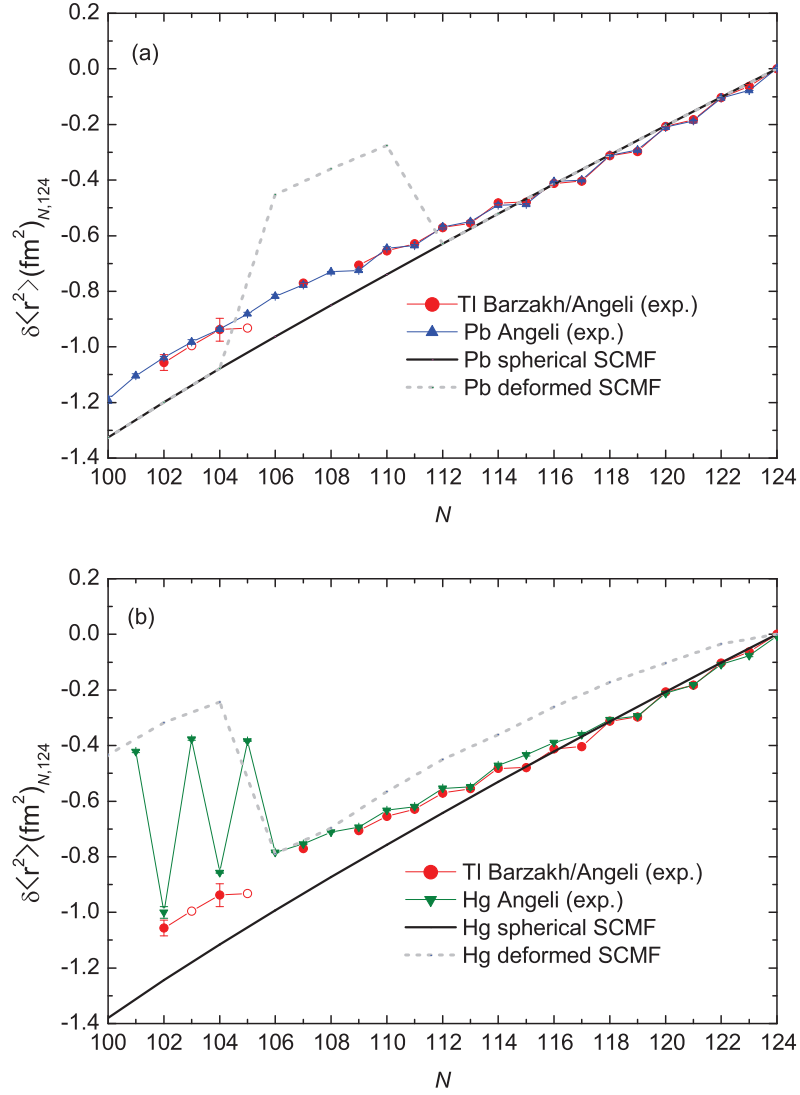 (a)
0.0
-0.2
-0.4
-0.6
-0.8
-1.0
-1.2
-1.4
δ<r²>(fm²)N,124
Tl Barzakh/Angeli (exp.)
Pb Angeli (exp.)
Pb spherical SCMF
Pb deformed SCMF
100 102 104 106 108 110 112 114 116 118 120 122 124
N
0.2
(b)
0.0
-0.2
-0.4
-0.6
-0.8
-1.0
-1.2
-1.4
δ<r²>(fm²)N,124
Tl Barzakh/Angeli (exp.)
Hg Angeli (exp.)
Hg spherical SCMF
Hg deformed SCMF
100 102 104 106 108 110 112 114 116 118 120 122 124
N